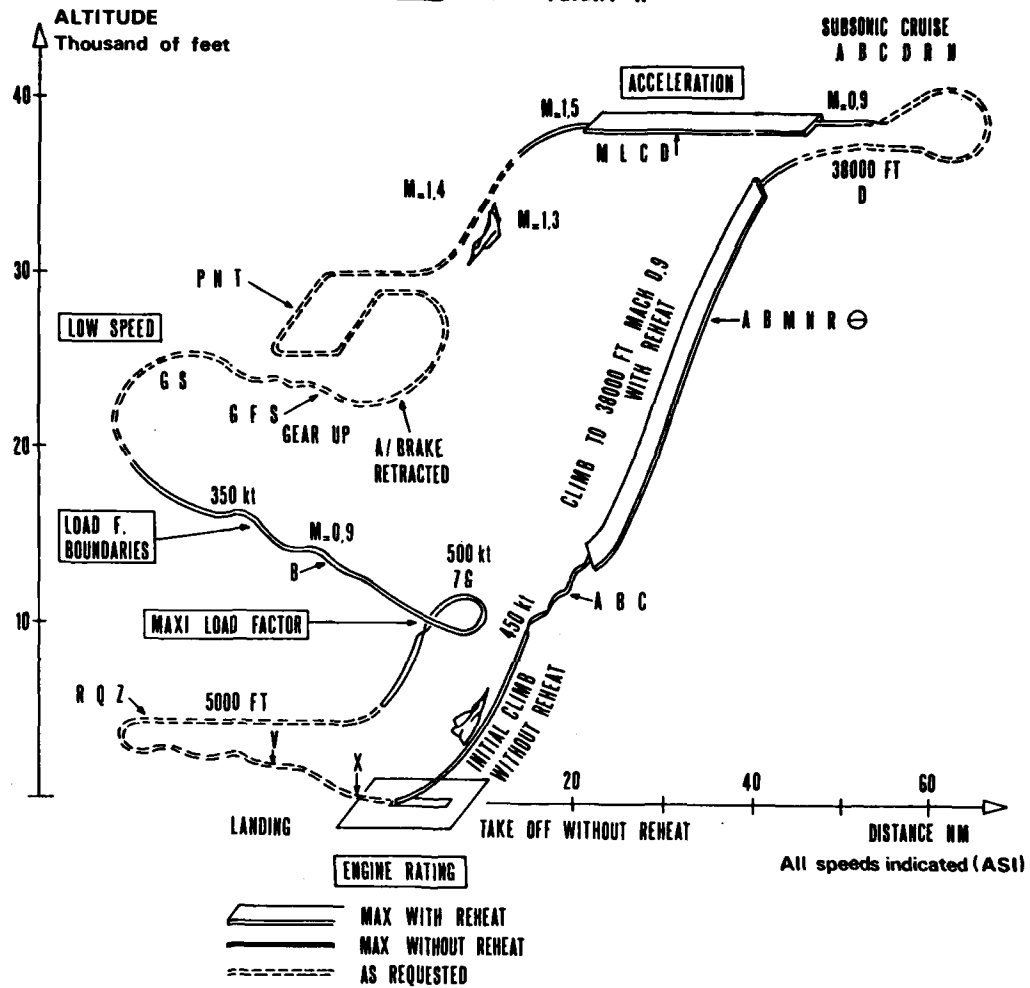 ALTITUDE
Thousand of feet
SUBSONIC CRUISE
A B C D R N
ACCELERATION
M=0,9
M=1,5
40
M L C D
38000 FT
D
M=1,4
M=1,3
30
P N T
LOW SPEED
CLIMB TO 38000 FT MACH 0,9
WITH REHEAT
A B M N R ⊖
G S
G F S
GEAR UP
A/BRAKE
RETRACTED
20
350 kt
LOAD F.
BOUNDARIES
M=0,9
B
500 kt
7G
A B C
450 kt
MAXI LOAD FACTOR
10
R Q Z
5000 FT
V
INITIAL CLIMB
WITHOUT REHEAT
X
20
40
60
LANDING
TAKE OFF WITHOUT REHEAT
DISTANCE NM
All speeds indicated (ASI)
ENGINE RATING
MAX WITH REHEAT
MAX WITHOUT REHEAT
AS REQUESTED